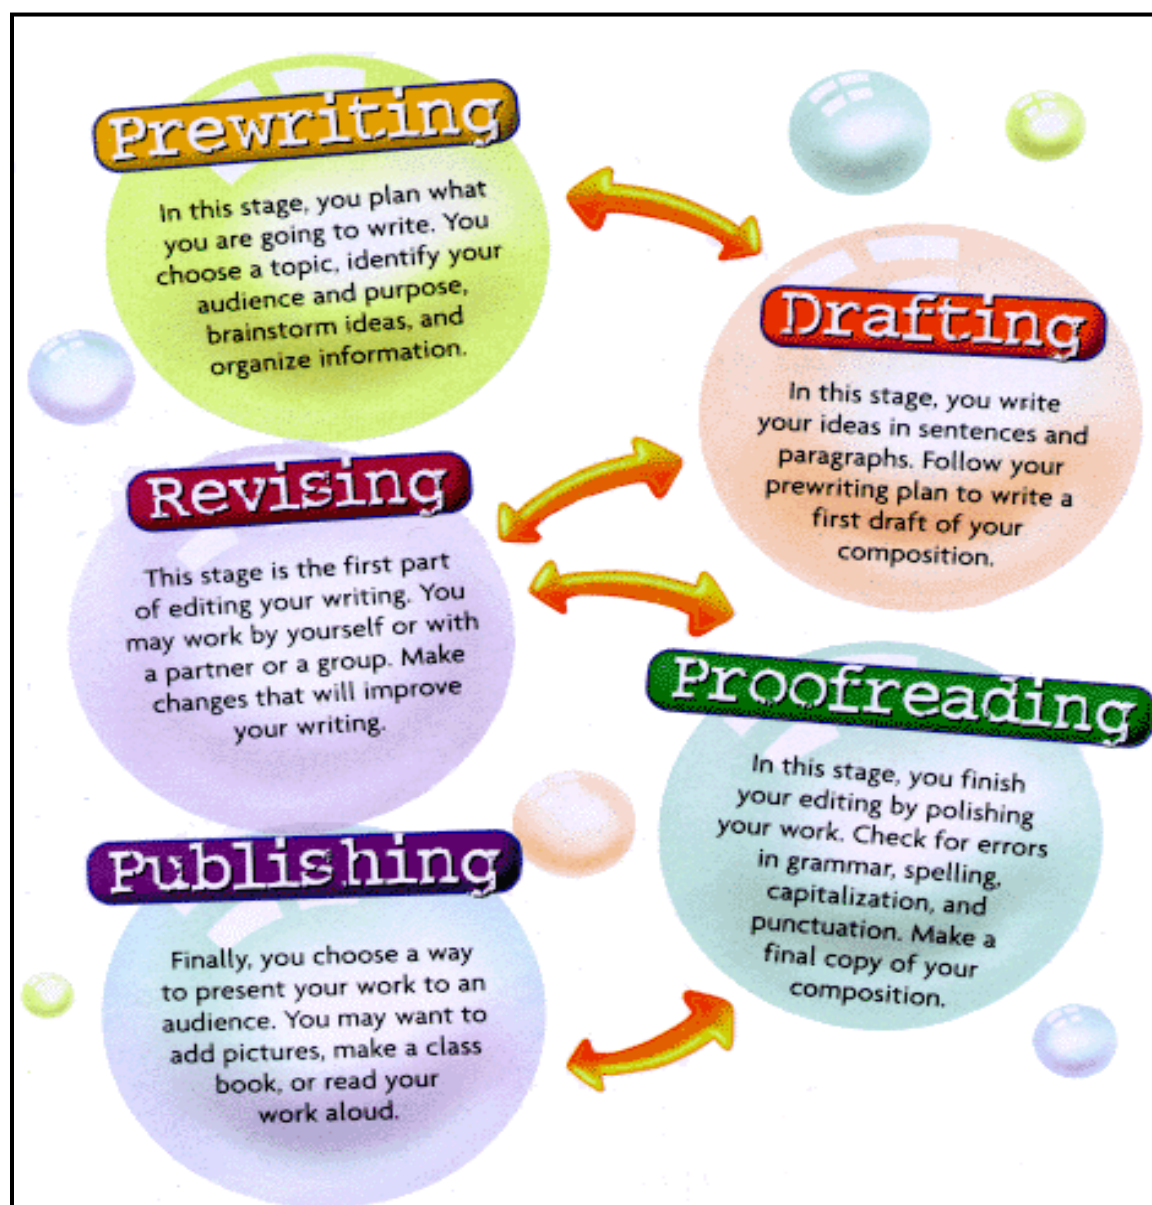 Prewriting
In this stage, you plan what
you are going to write. You
choose a topic, identify your
audience and purpose,
brainstorm ideas, and
organize information.
Drafting
In this stage, you write
your ideas in sentences and
paragraphs. Follow your
prewriting plan to write a
first draft of your
composition.
Revising
This stage is the first part
of editing your writing. You
may work by yourself or with
a partner or a group. Make
changes that will improve
your writing.
Proofreading
In this stage, you finish
your editing by polishing
your work. Check for errors
in grammar, spelling,
capitalization, and
punctuation. Make a
final copy of your
composition.
Publishing
Finally, you choose a way
to present your work to an
audience. You may want to
add pictures, make a class
book, or read your
work aloud.